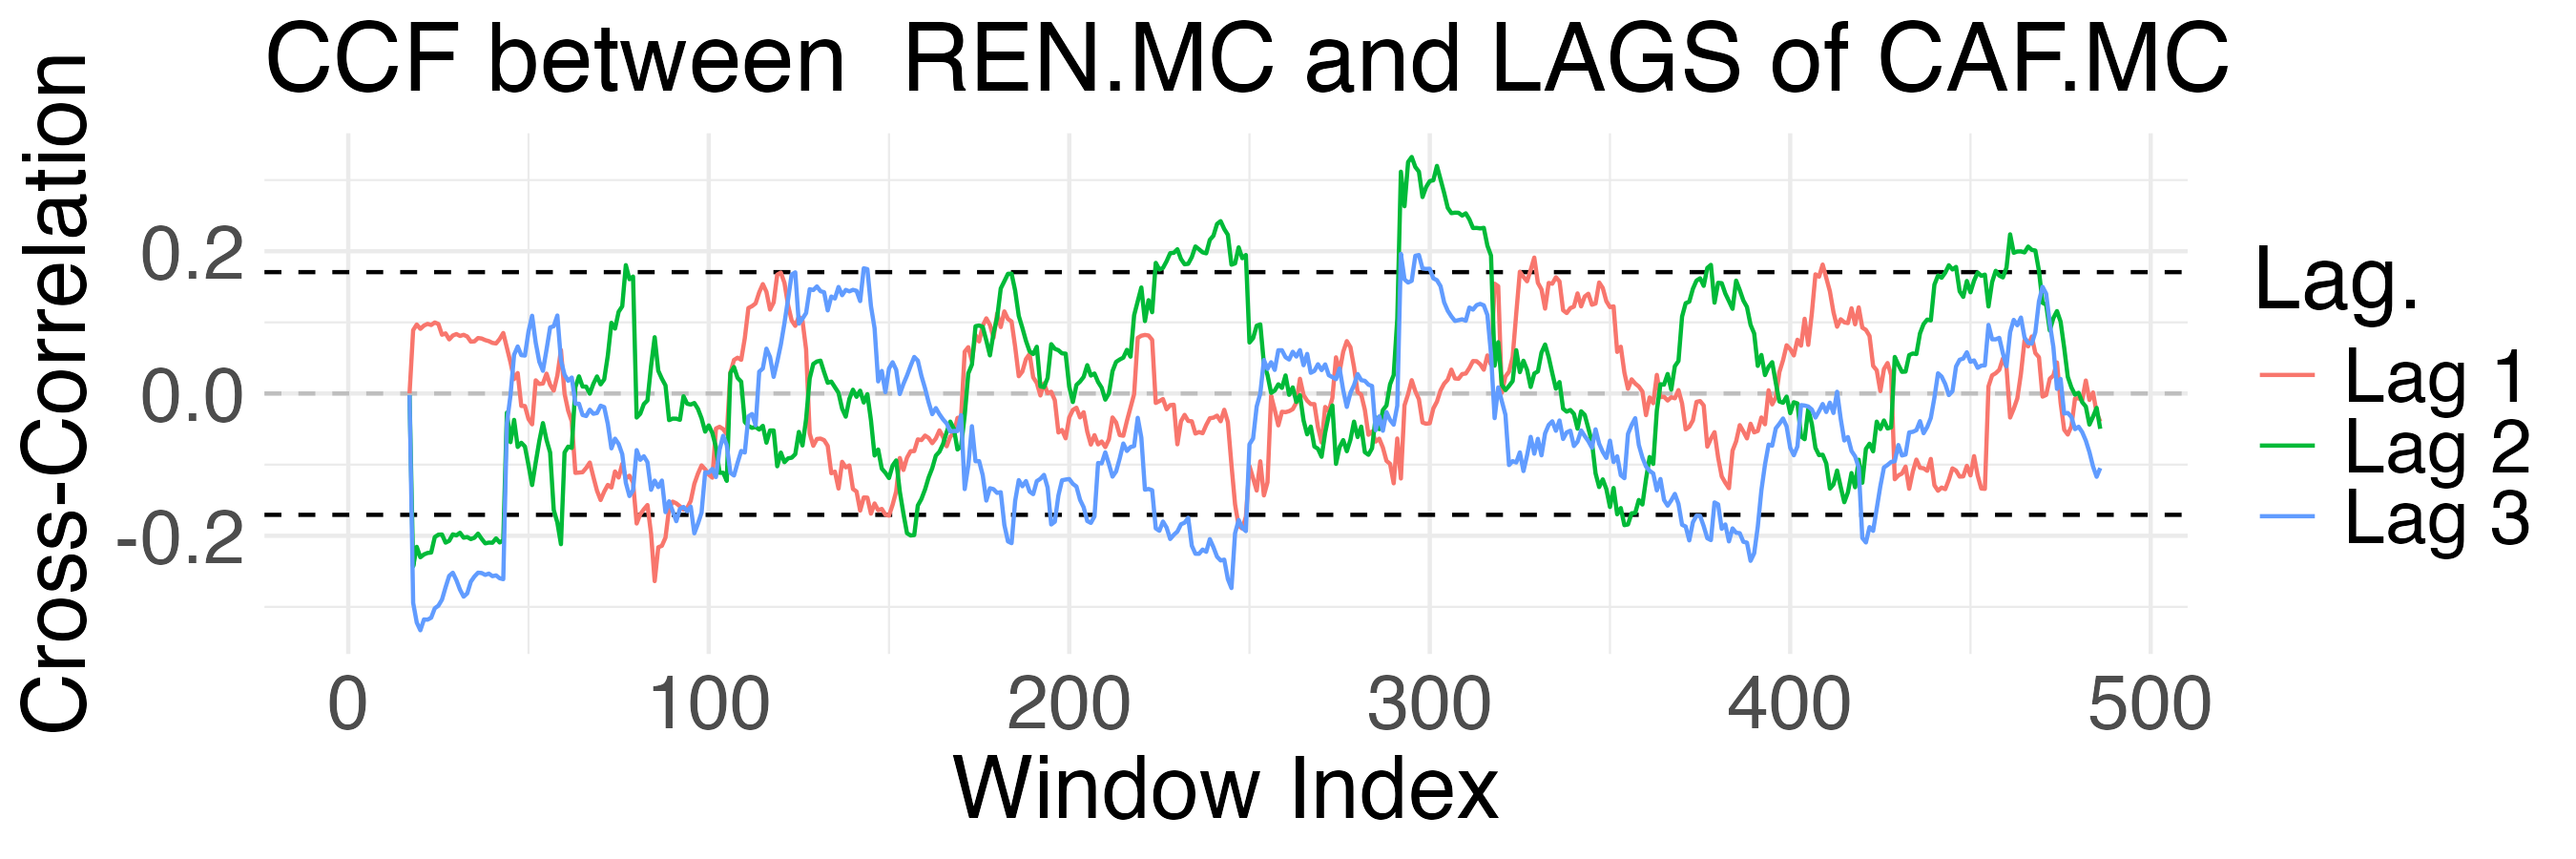 CCF between  REN.MC and LAGS of CAF.MC
Cross-Correlation
0.2
0.0
-0.2
0 100 200 300 400 500
Window Index
Lag.
Lag 1
Lag 2
Lag 3